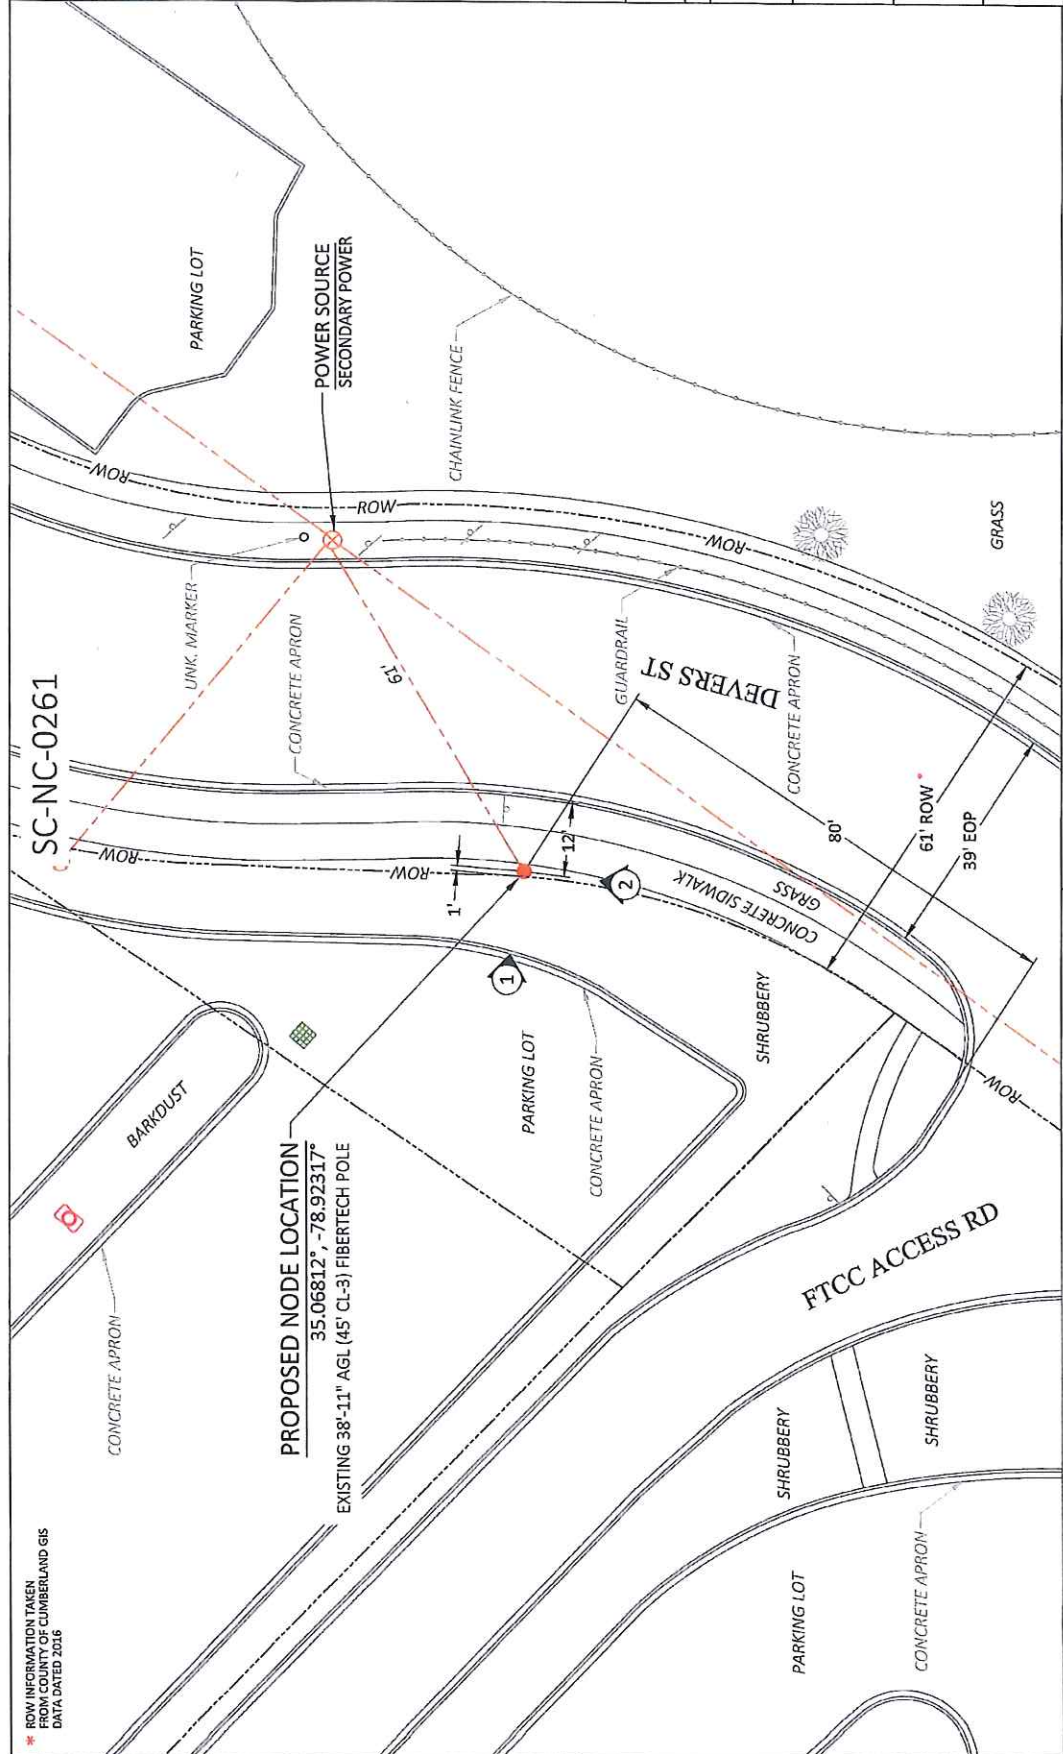 * ROW INFORMATION TAKEN
FROM COUNTY OF CUMBERLAND GIS
DATA DATED 2016
SC-NC-0261
CONCRETE APRON
BARKDUST
PROPOSED NODE LOCATION
35.06812°, -78.92317°
EXISTING 38'-11" AGL (45' CL-3) FIBERTECH POLE
ROW
UNK. MARKER
CONCRETE APRON
ROW
PARKING LOT
POWER SOURCE
SECONDARY POWER
ROW
61'
ROW
1'
12'
CHAINLINK FENCE
1
2
PARKING LOT
CONCRETE APRON
GUARDRAIL
DEVERS ST
ROW
CONCRETE SIDWALK
GRASS
SHRUBBERY
CONCRETE APRON
80'
61' ROW *
39' EOP
GRASS
FTCC ACCESS RD
ROW
SHRUBBERY
SHRUBBERY
PARKING LOT
CONCRETE APRON